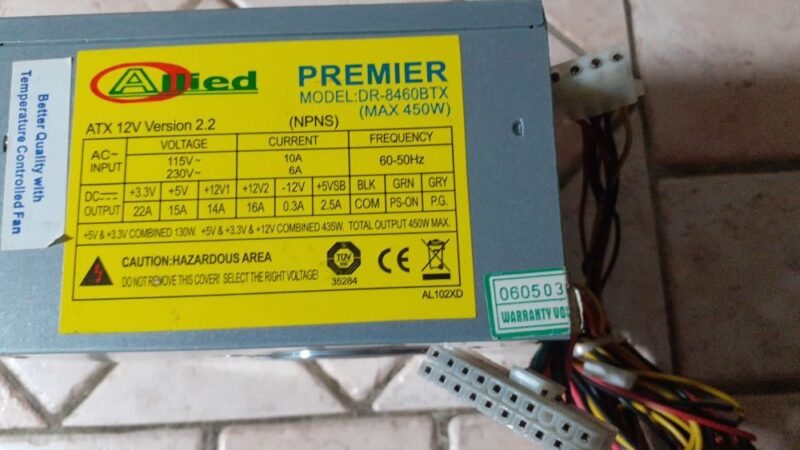 Better Quality with
Temperature Controlled Fan
Allied
PREMIER
MODEL:DR-8460BTX
(MAX 450W)
ATX 12V Version 2.2
(NPNS)
AC~ INPUT VOLTAGE CURRENT FREQUENCY
115V~ 10A 60-50Hz
230V~ 6A
DC OUTPUT +3.3V +5V +12V1 +12V2 -12V +5VSB BLK GRN GRY
22A 15A 14A 16A 0.3A 2.5A COM PS-ON P.G.
+5V & +3.3V COMBINED 130W. +5V & +3.3V & +12V COMBINED 435W. TOTAL OUTPUT 450W MAX.
CAUTION:HAZARDOUS AREA
DO NOT REMOVE THIS COVER! SELECT THE RIGHT VOLTAGE!
TÜV
CE
35284
AL102XD
060503
WARRANTY VO